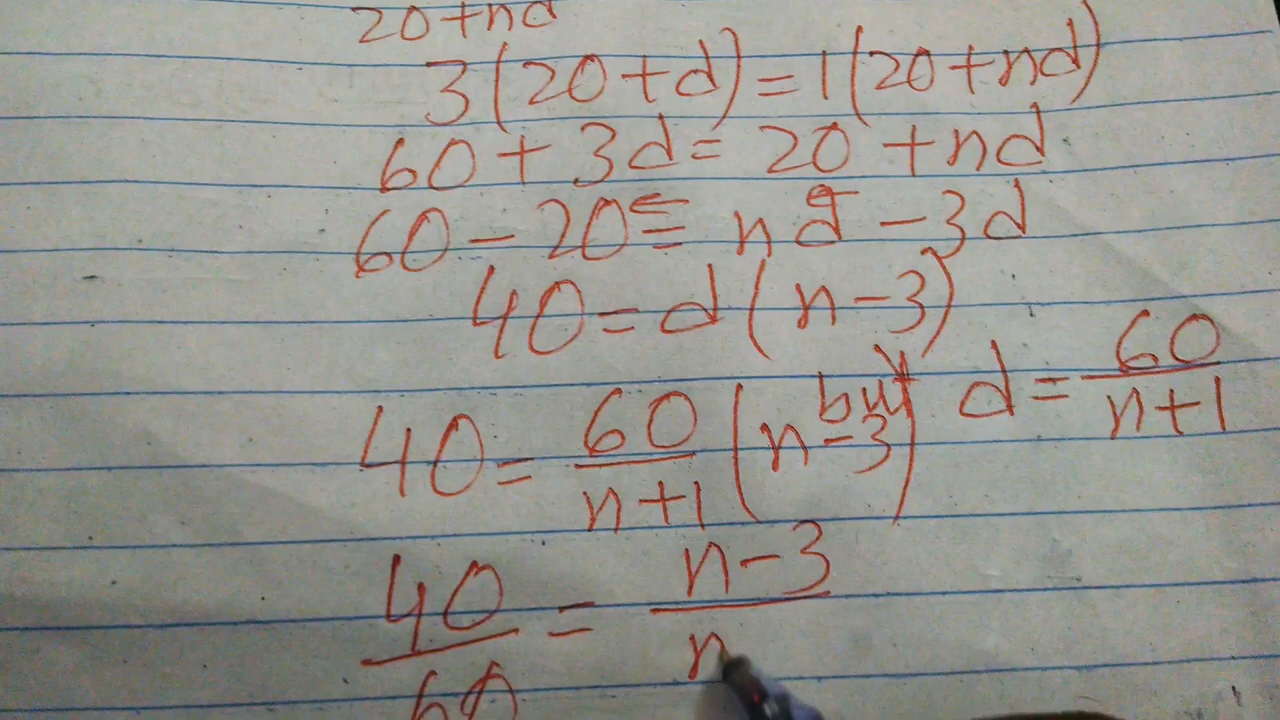 20+nd
3(20+d)=1(20+nd)
60+3d=20+nd
60-20=nd-3d
40=d(n-3)
but d=60/n+1
40=60/n+1(n-3)
40/60=n-3/n